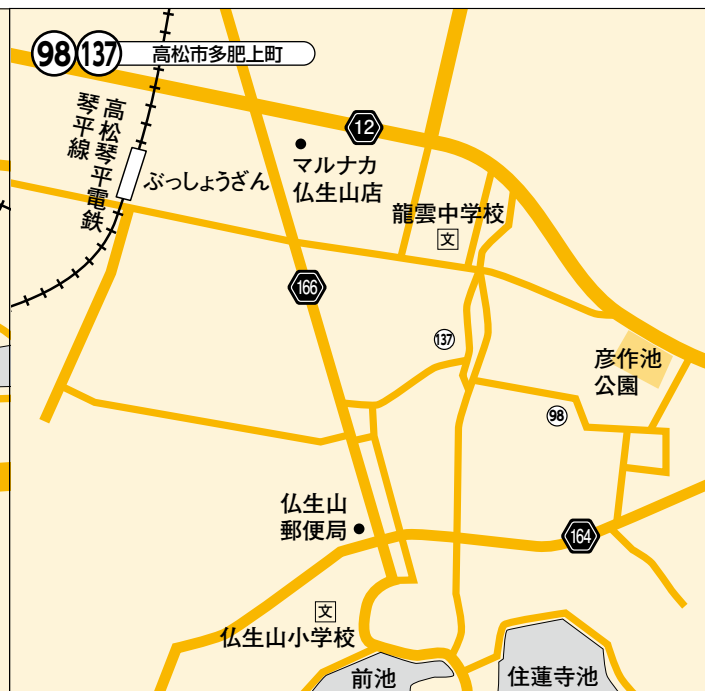 98 137 高松市多肥上町
高松琴平電鉄
琴平線
ぶっしょうざん
12
マルナカ
仏生山店
龍雲中学校
文
166
137
彦作池
公園
98
仏生山
郵便局
164
文
仏生山小学校
前池
住蓮寺池